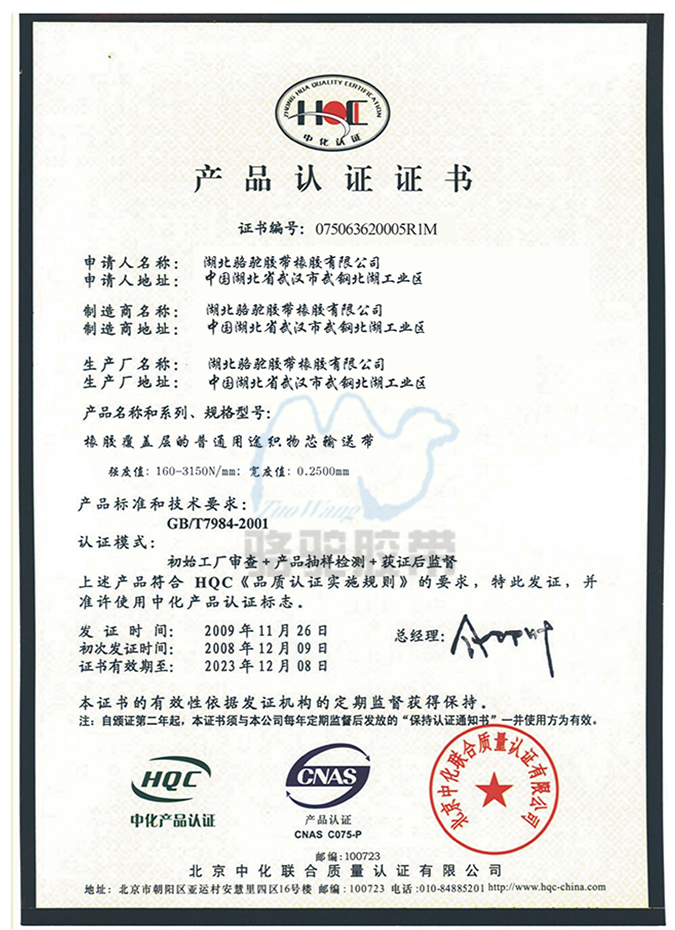 ZHONG HUA QUALITY CERTIFICATION
HQC
中化认证
产品认证证书
证书编号：075063620005R1M
申请人名称：湖北骆驼胶带橡胶有限公司
申请人地址：中国湖北省武汉市武钢北湖工业区
制造商名称：湖北骆驼胶带橡胶有限公司
制造商地址：中国湖北省武汉市武钢北湖工业区
生产厂名称：湖北骆驼胶带橡胶有限公司
生产厂地址：中国湖北省武汉市武钢北湖工业区
产品名称和系列、规格型号：
橡胶覆盖层的普通用途织物芯输送带
强度值：160-3150N/mm；宽度值：0.2500mm
TuoWang
骆驼胶带
产品标准和技术要求：
GB/T7984-2001
认证模式：
初始工厂审查+产品抽样检测+获证后监督
上述产品符合 HQC《品质认证实施规则》的要求，特此发证，并
准许使用中化产品认证标志。
发证时间：2009年11月26日
初次发证时间：2008年12月09日
证书有效期至：2023年12月08日
总经理：
本证书的有效性依据发证机构的定期监督获得保持。
注：自颁证第二年起，本证书须与本公司每年定期监督后发放的“保持认证通知书”一并使用方为有效。
HQC
中化产品认证
CNAS
产品认证
CNAS C075-P
北京中化联合质量认证有限公司
邮编:100723
北京中化联合质量认证有限公司
地址：北京市朝阳区亚运村安慧里四区16号楼 邮编：100723 电话:010-84885201 http://www.hqc-china.com